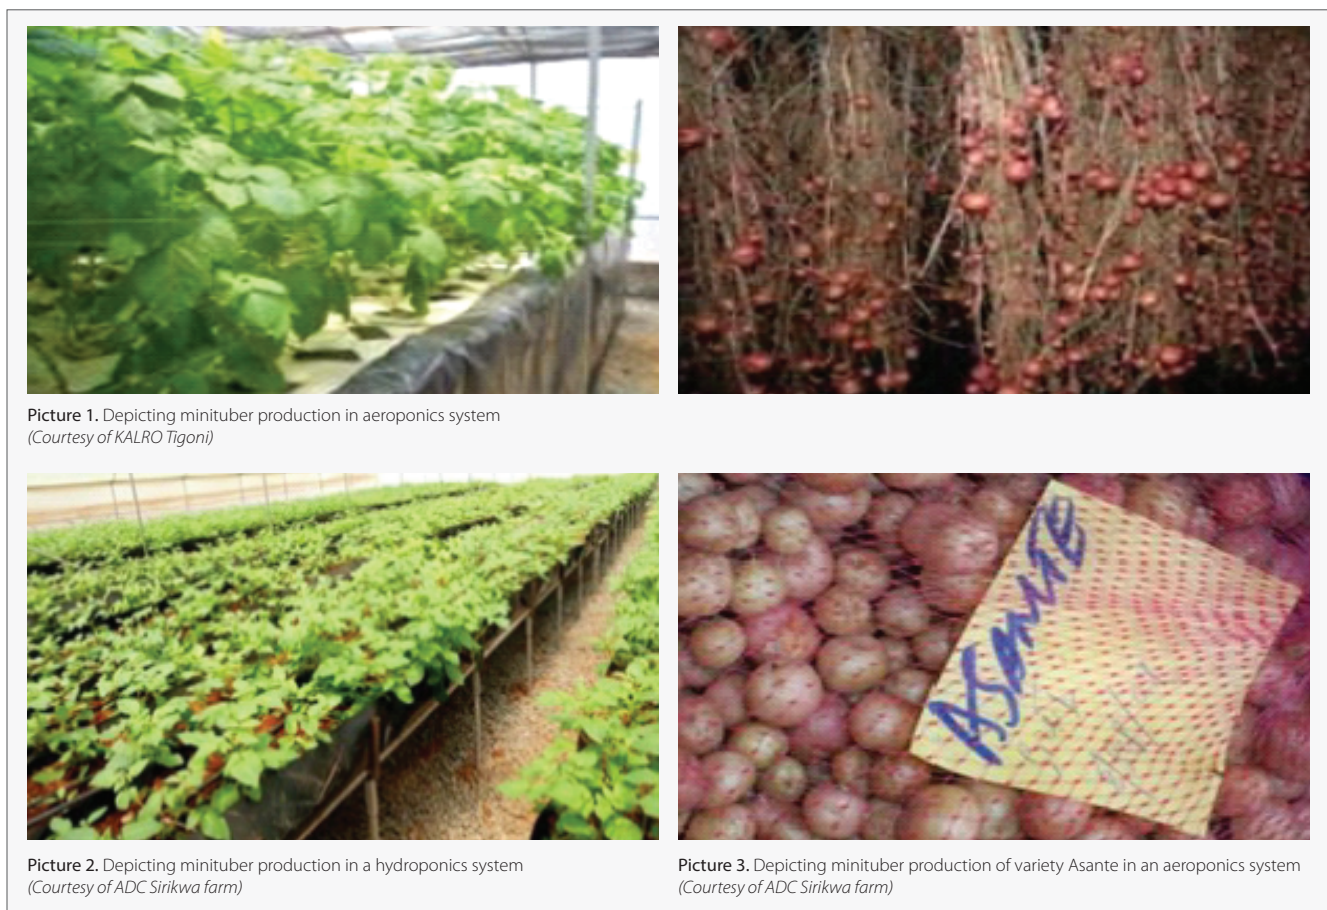 Picture 1. Depicting minituber production in aeroponics system
(Courtesy of KALRO Tigoni)
ASANTE
Picture 2. Depicting minituber production in a hydroponics system
(Courtesy of ADC Sirikwa farm)
Picture 3. Depicting minituber production of variety Asante in an aeroponics system
(Courtesy of ADC Sirikwa farm)